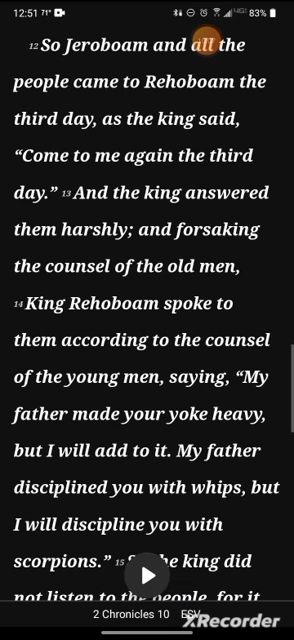 12:51 71° 83%
12 So Jeroboam and all the
people came to Rehoboam the
third day, as the king said,
“Come to me again the third
day.” 13 And the king answered
them harshly; and forsaking
the counsel of the old men,
14 King Rehoboam spoke to
them according to the counsel
of the young men, saying, “My
father made your yoke heavy,
but I will add to it. My father
disciplined you with whips, but
I will discipline you with
scorpions.” 15 he king did
not listen to the people, for it
2 Chronicles 10 ESV
XRecorder